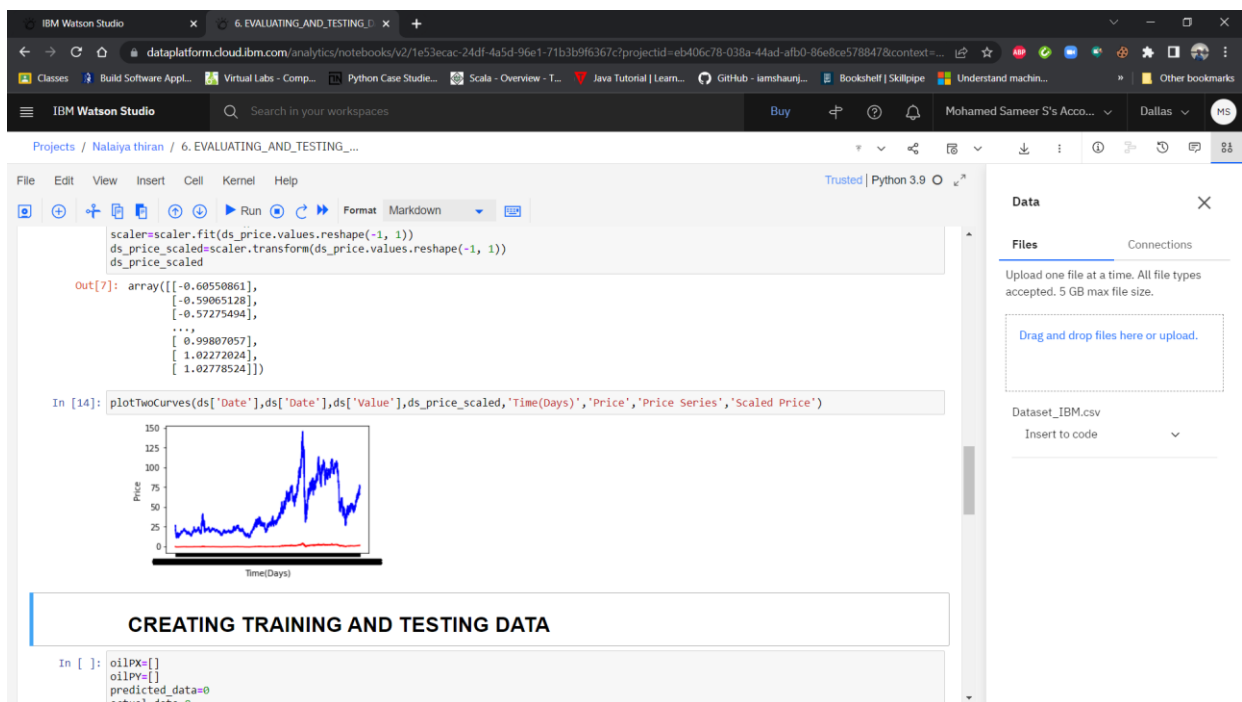 IBM Watson Studio
6. EVALUATING_AND_TESTING_D
dataplatform.cloud.ibm.com/analytics/notebooks/v2/1e53ecac-24df-4a5d-96e1-71b3b9f6367c?projectid=eb406c78-038a-44ad-afb0-86e8ce578847&context=...
Classes Build Software Appl... Virtual Labs - Comp... Python Case Studie... Scala - Overview - T... Java Tutorial | Learn... GitHub - iamshaunj... Bookshelf | Skillpipe Understand machin... » Other bookmarks
IBM Watson Studio Search in your workspaces Buy Mohamed Sameer S's Acco... Dallas MS
Projects / Nalaiya thiran / 6. EVALUATING_AND_TESTING_...
File Edit View Insert Cell Kernel Help Trusted | Python 3.9
Run Format Markdown
scaler=scaler.fit(ds_price.values.reshape(-1, 1))
ds_price_scaled=scaler.transform(ds_price.values.reshape(-1, 1))
ds_price_scaled
Out[7]: array([[-0.60550861],
[-0.59065128],
[-0.57275494],
...,
[ 0.99807057],
[ 1.02272024],
[ 1.02778524]])
In [14]: plotTwoCurves(ds['Date'],ds['Date'],ds['Value'],ds_price_scaled,'Time(Days)','Price','Price Series','Scaled Price')
150
125
100
75
50
25
0
Price
Time(Days)
CREATING TRAINING AND TESTING DATA
In [ ]: oilPX=[]
oilPY=[]
predicted_data=0
Data
Files Connections
Upload one file at a time. All file types
accepted. 5 GB max file size.
Drag and drop files here or upload.
Dataset_IBM.csv
Insert to code